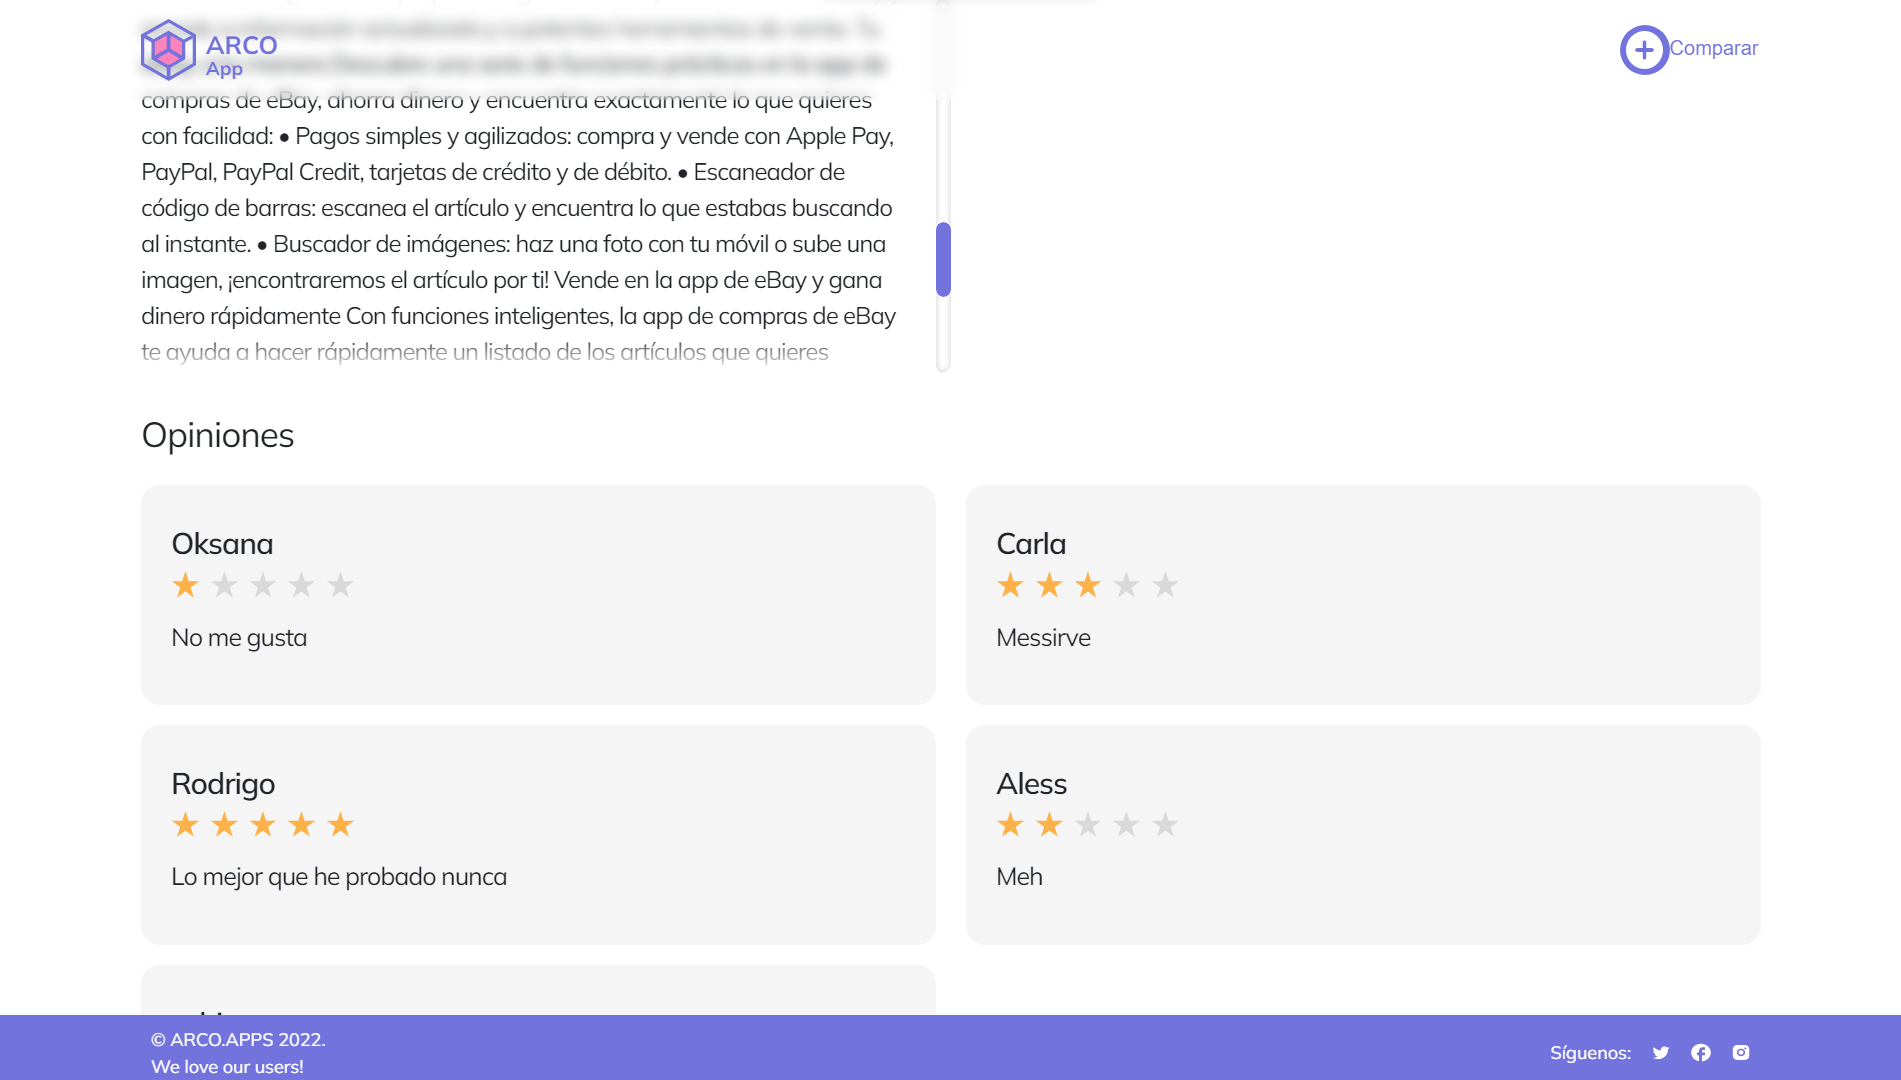 ARCO
App
Comparar
compras de eBay, ahorra dinero y encuentra exactamente lo que quieres
con facilidad: • Pagos simples y agilizados: compra y vende con Apple Pay,
PayPal, PayPal Credit, tarjetas de crédito y de débito. • Escaneador de
código de barras: escanea el artículo y encuentra lo que estabas buscando
al instante. • Buscador de imágenes: haz una foto con tu móvil o sube una
imagen, ¡encontraremos el artículo por ti! Vende en la app de eBay y gana
dinero rápidamente Con funciones inteligentes, la app de compras de eBay
te ayuda a hacer rápidamente un listado de los artículos que quieres
Opiniones
Oksana
No me gusta
Carla
Messirve
Rodrigo
Lo mejor que he probado nunca
Aless
Meh
© ARCO.APPS 2022.
We love our users!
Síguenos: